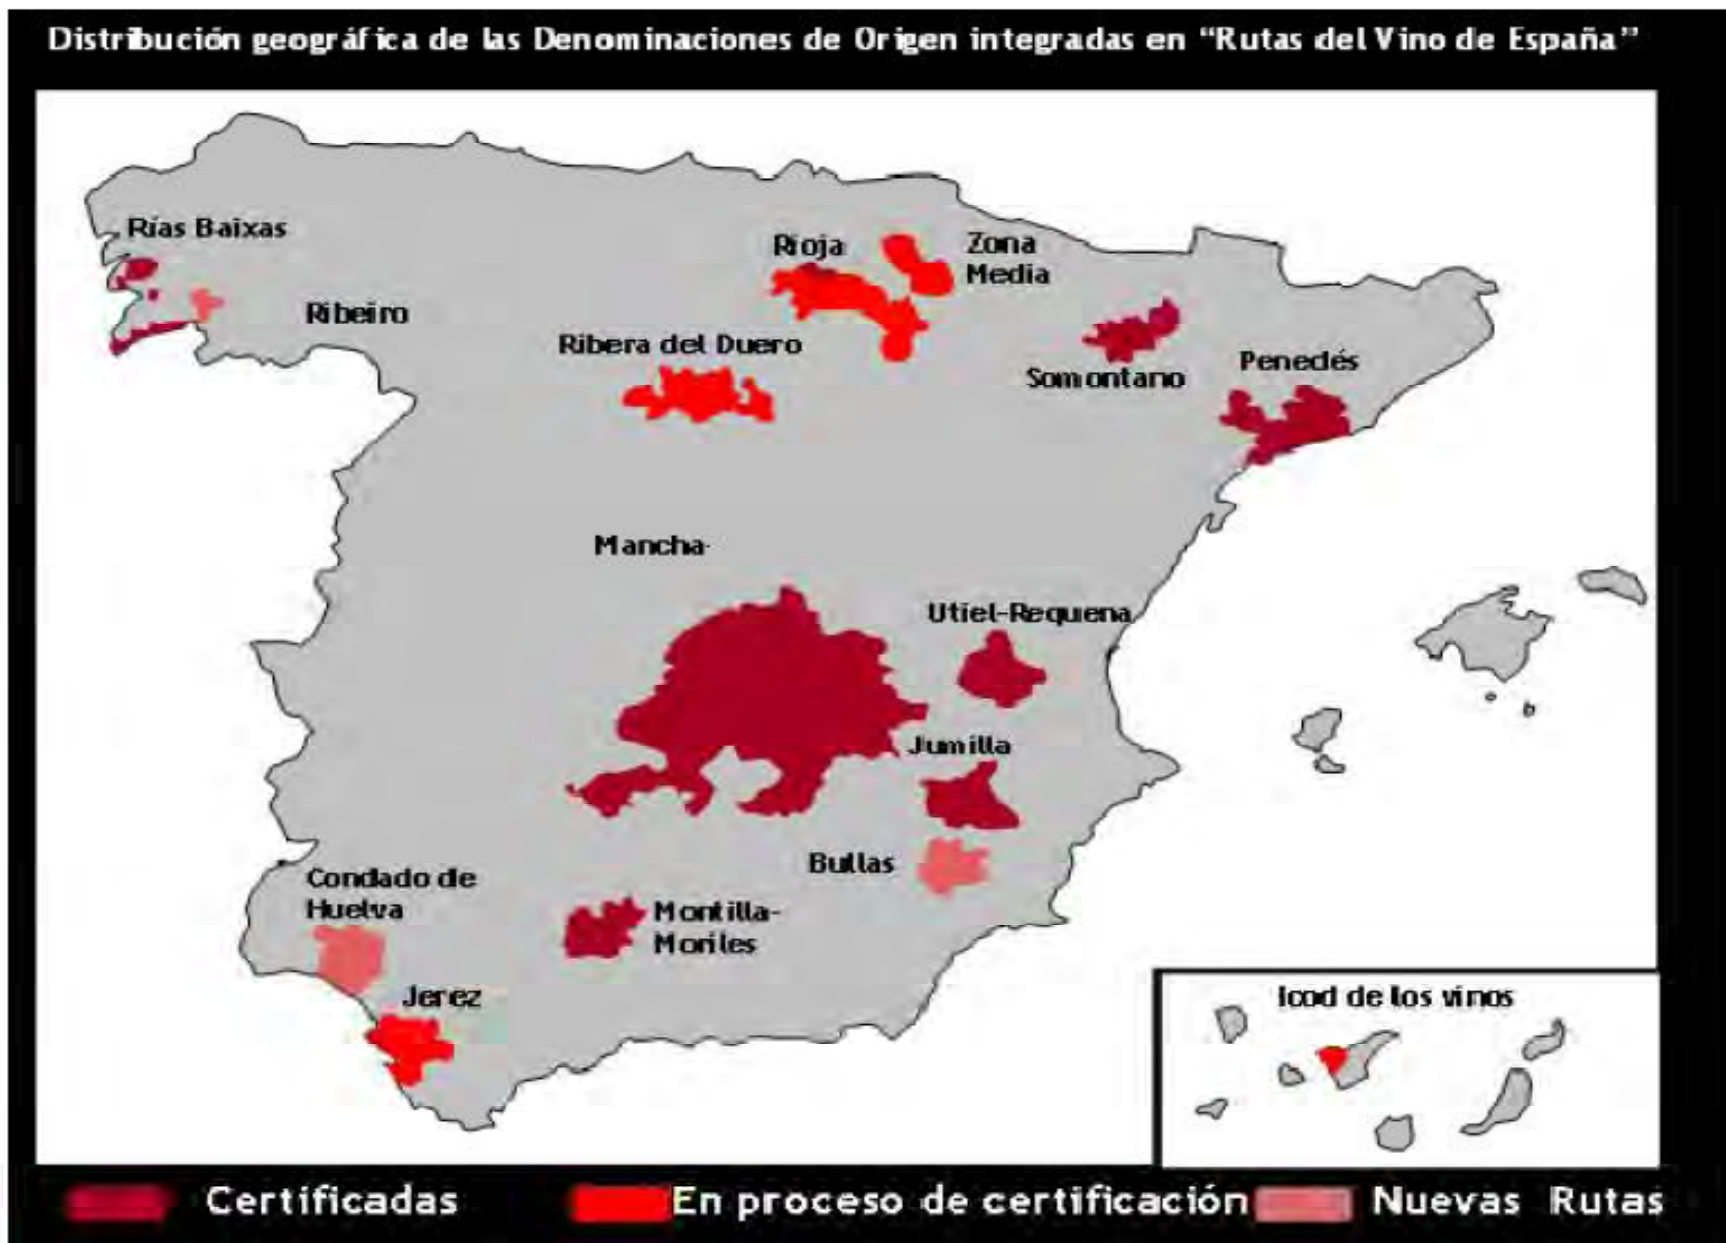 Distribución geográfica de las Denominaciones de Origen integradas en “Rutas del Vino de España”
Rías Baixas
Rioja
Zona
Media
Ribeiro
Ribera del Duero
Somontano
Penedés
Mancha
Utiel-Requena
Jumilla
Bullas
Condado de
Huelva
Montilla-
Moriles
Jerez
Icod de los vinos
Certificadas
En proceso de certificación
Nuevas Rutas